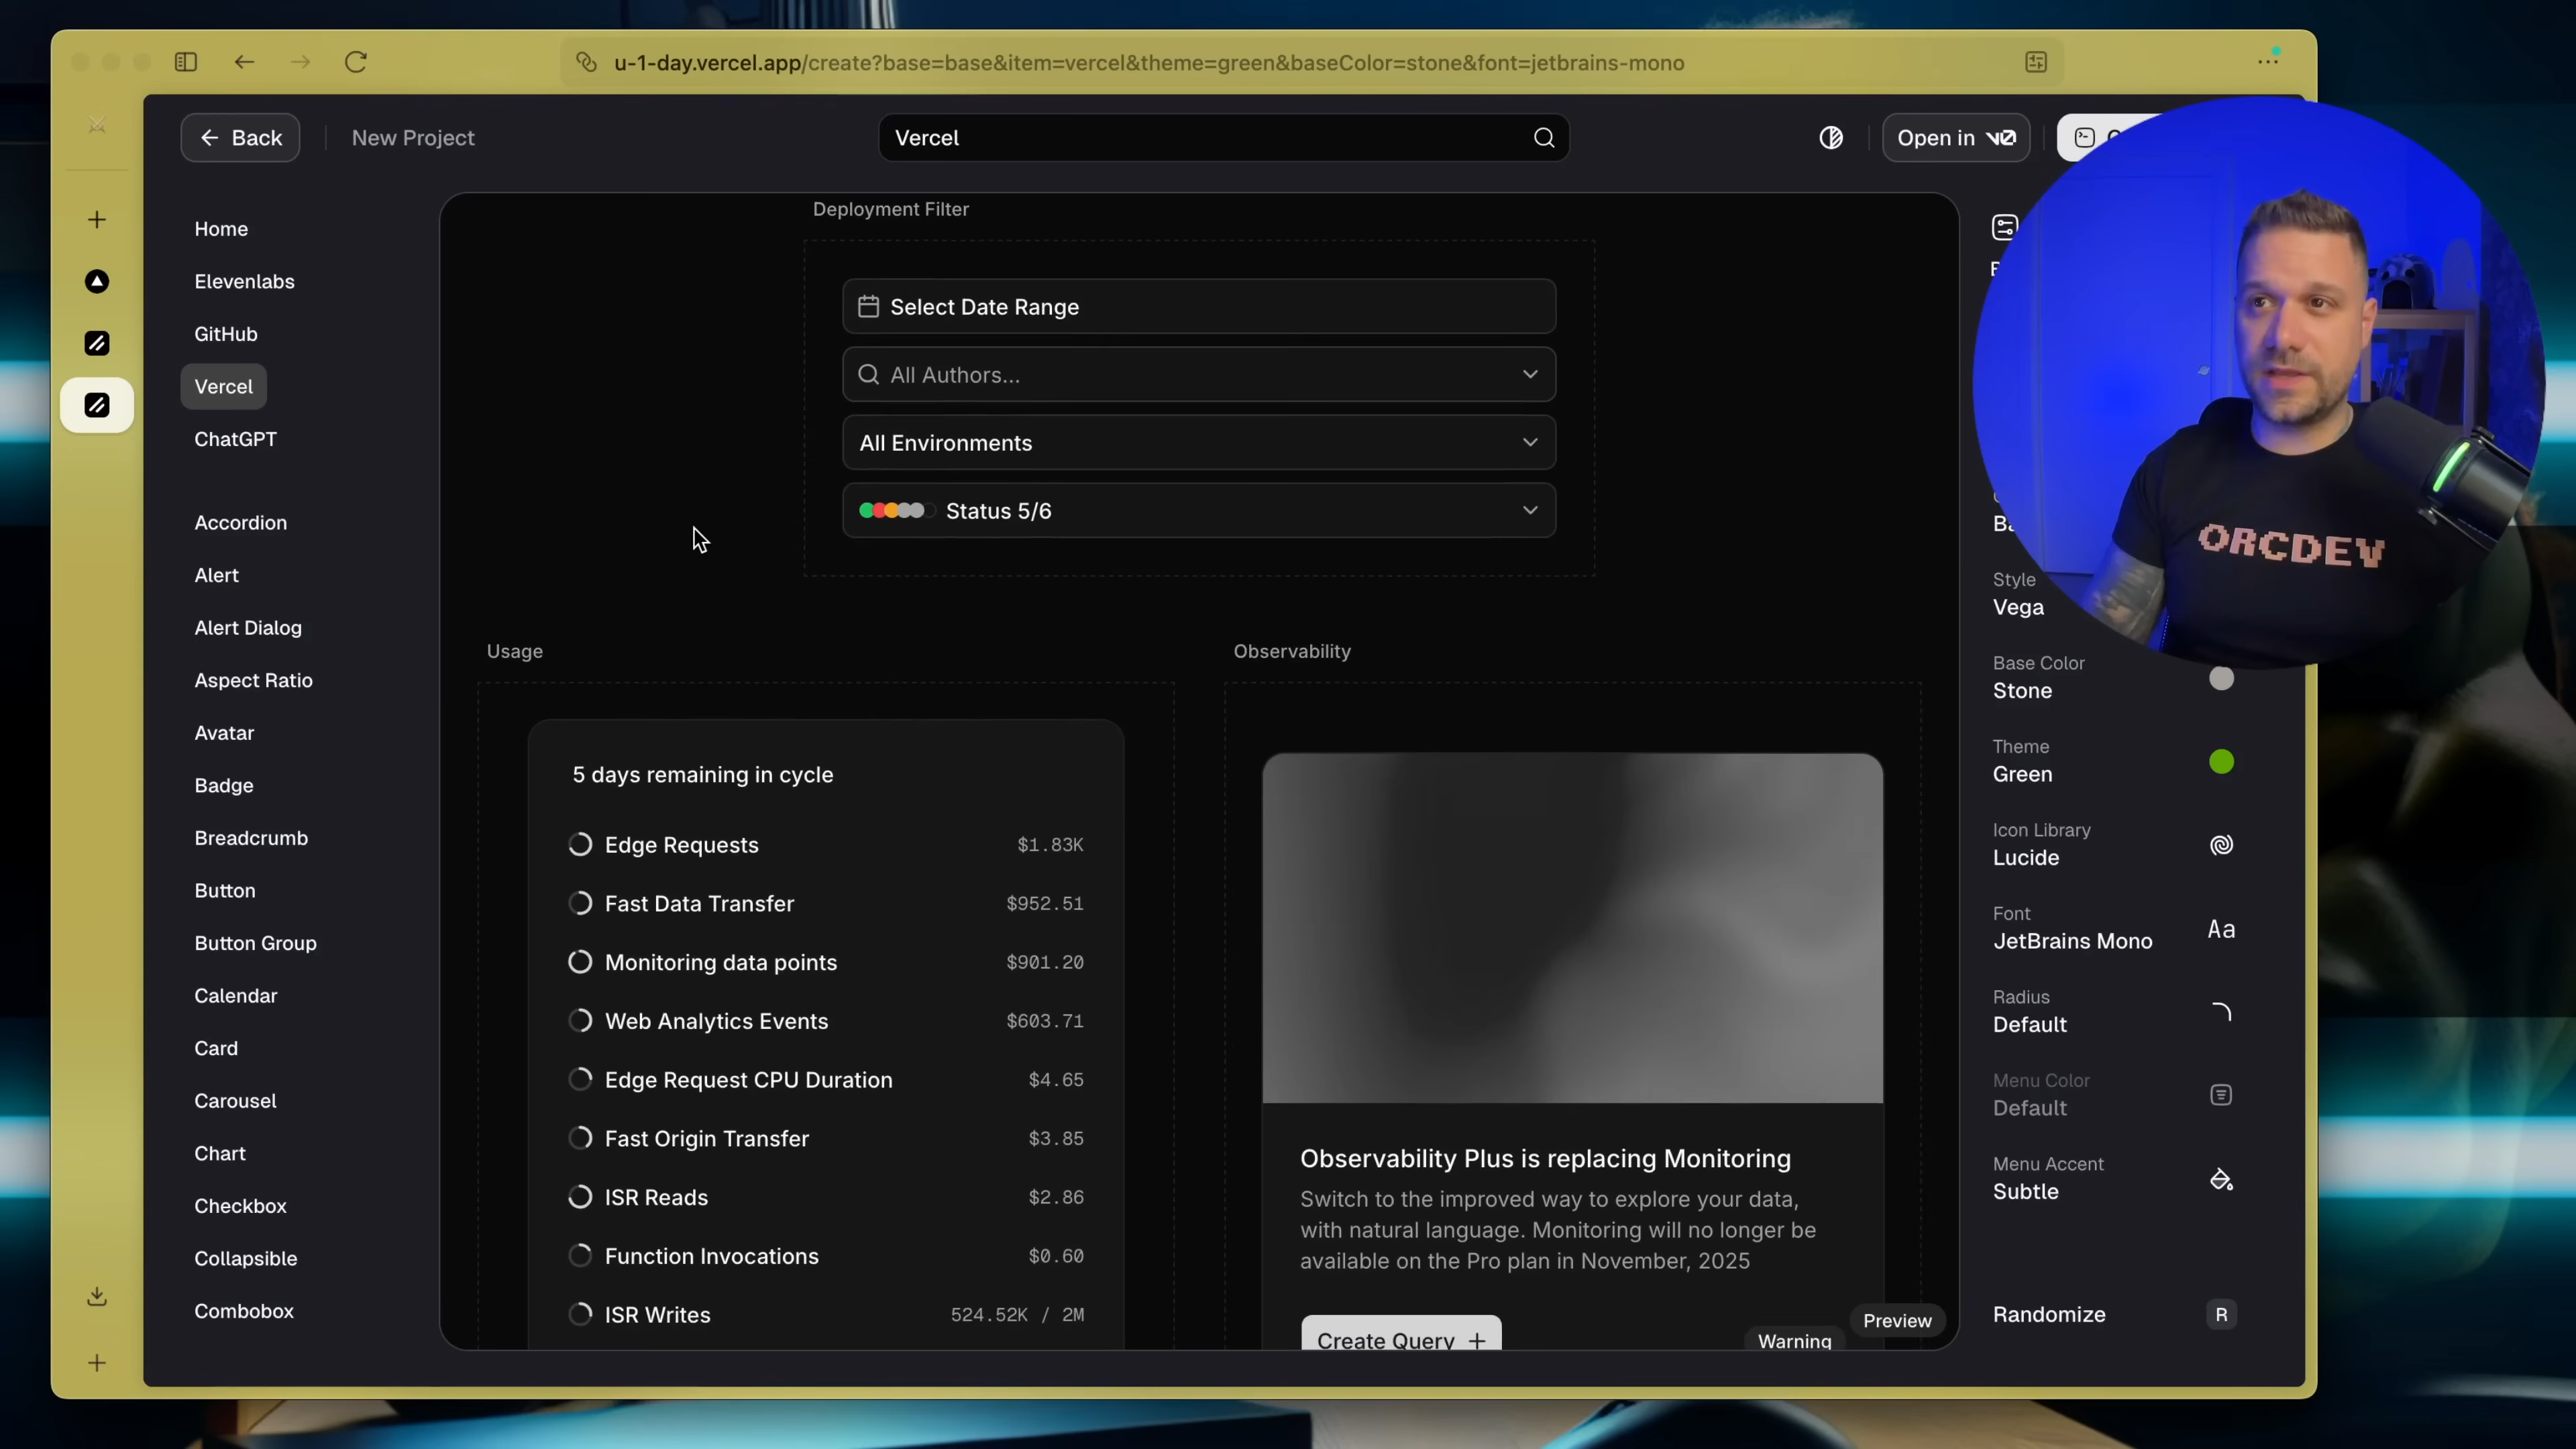 u-1-day.vercel.app/create?base=base&item=vercel&theme=green&baseColor=stone&font=jetbrains-mono
Back
New Project
Vercel
Open in v0
Home
Elevenlabs
GitHub
Vercel
ChatGPT
Accordion
Alert
Alert Dialog
Aspect Ratio
Avatar
Badge
Breadcrumb
Button
Button Group
Calendar
Card
Carousel
Chart
Checkbox
Collapsible
Combobox
Deployment Filter
Select Date Range
All Authors...
All Environments
Status 5/6
Usage
5 days remaining in cycle
Edge Requests $1.83K
Fast Data Transfer $952.51
Monitoring data points $901.20
Web Analytics Events $603.71
Edge Request CPU Duration $4.65
Fast Origin Transfer $3.85
ISR Reads $2.86
Function Invocations $0.60
ISR Writes 524.52K / 2M
Observability
Observability Plus is replacing Monitoring
Switch to the improved way to explore your data,
with natural language. Monitoring will no longer be
available on the Pro plan in November, 2025
Create Query
Warning
Preview
ORCDEV
Style
Vega
Base Color
Stone
Theme
Green
Icon Library
Lucide
Font
JetBrains Mono
Aa
Radius
Default
Menu Color
Default
Menu Accent
Subtle
Randomize
R